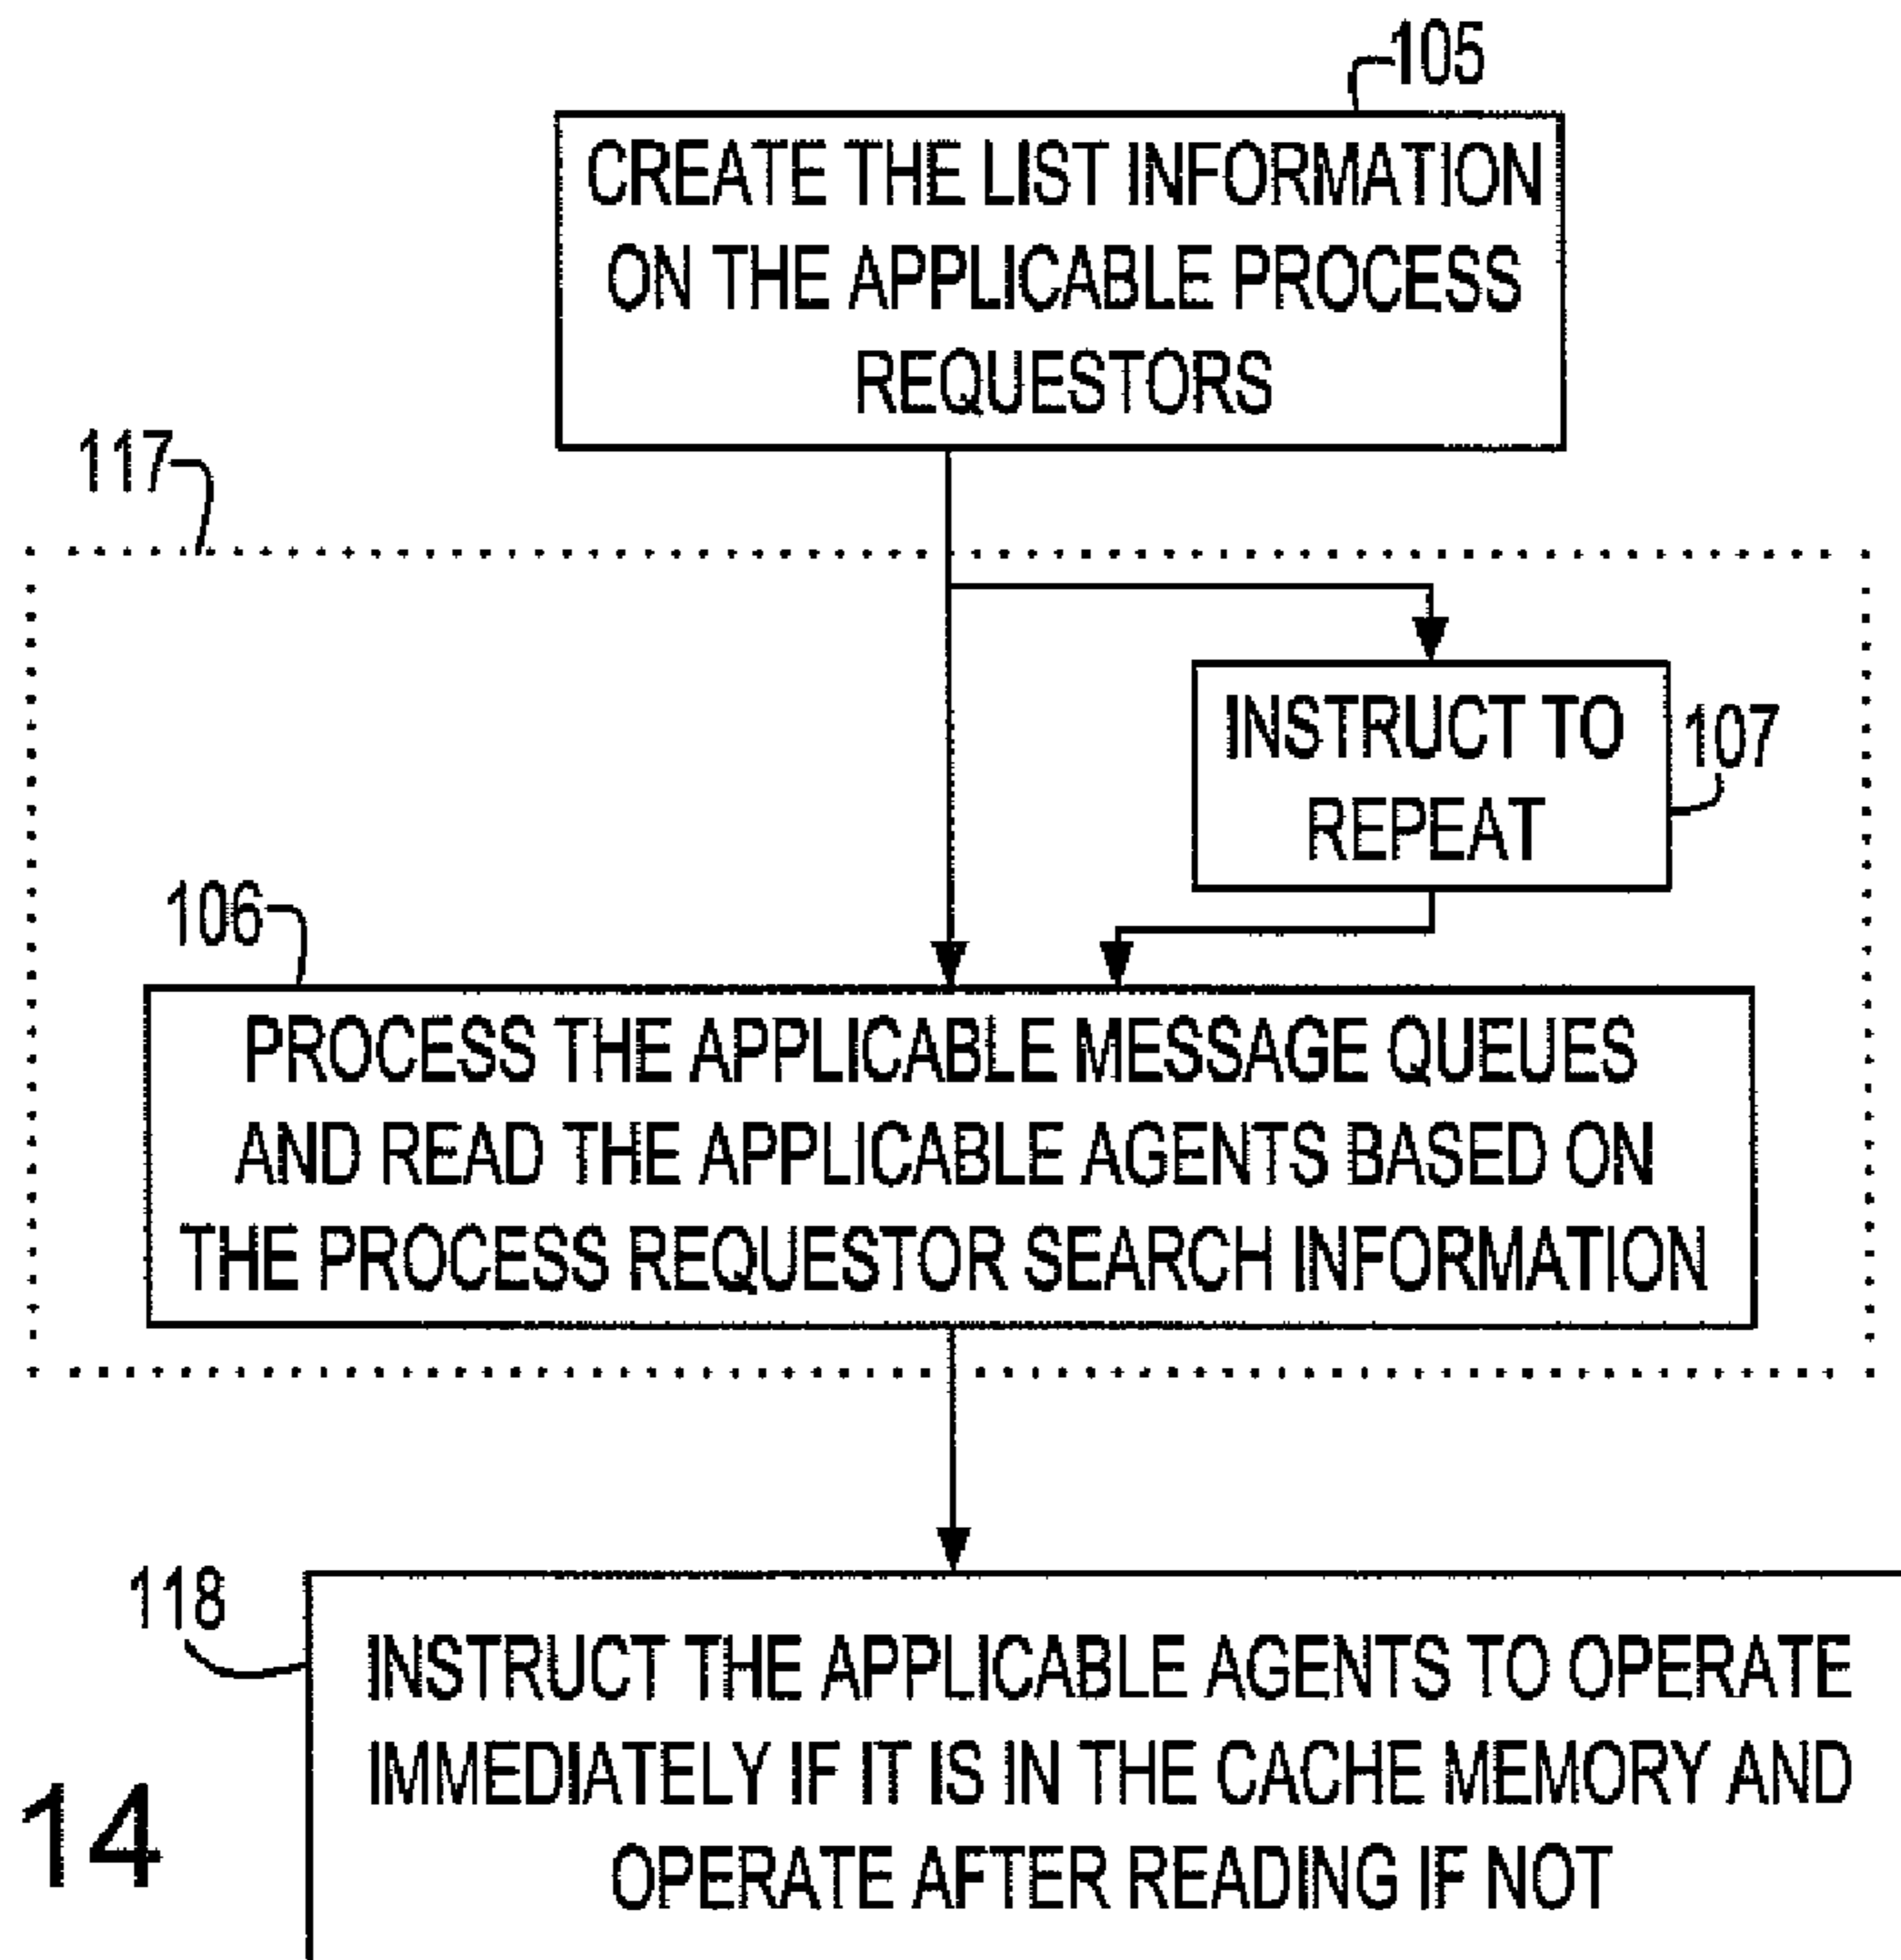 105
CREATE THE LIST INFORMATION
ON THE APPLICABLE PROCESS
REQUESTORS
117
INSTRUCT TO
REPEAT
107
106
PROCESS THE APPLICABLE MESSAGE QUEUES
AND READ THE APPLICABLE AGENTS BASED ON
THE PROCESS REQUESTOR SEARCH INFORMATION
118
INSTRUCT THE APPLICABLE AGENTS TO OPERATE
IMMEDIATELY IF IT IS IN THE CACHE MEMORY AND
OPERATE AFTER READING IF NOT
14